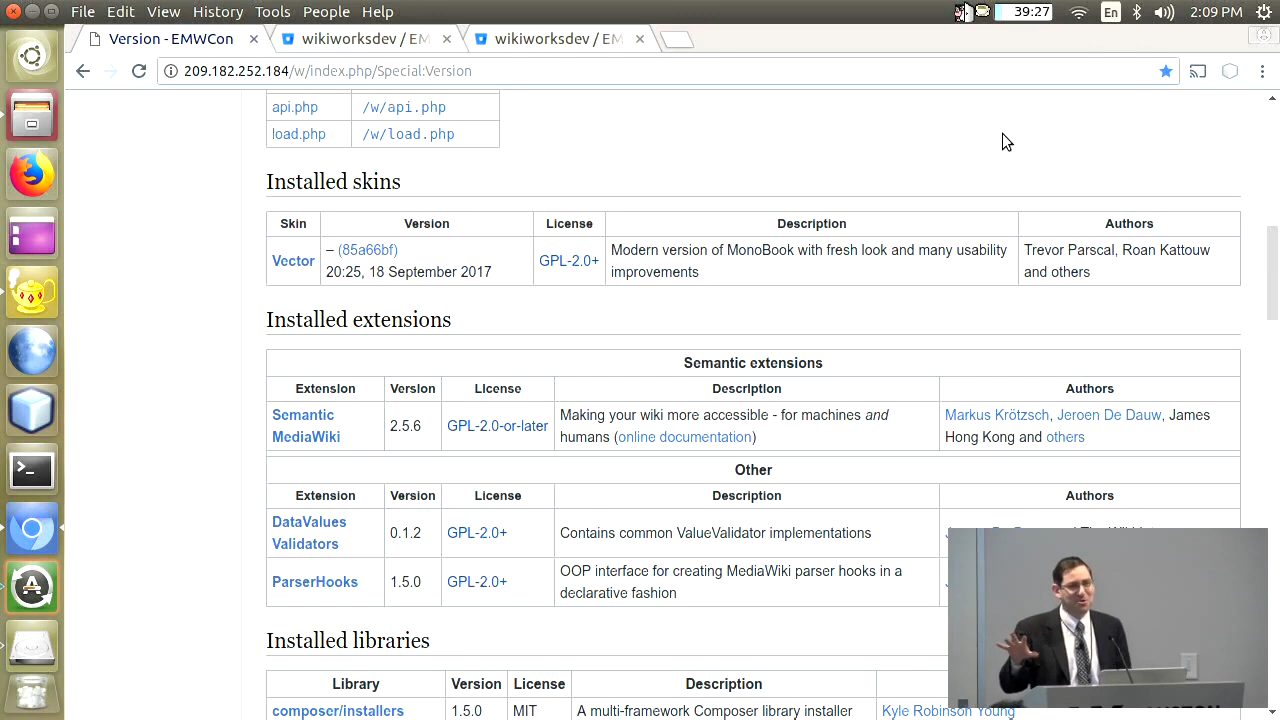 File Edit View History Tools People Help
39:27 En 2:09 PM
Version - EMWCon wikiworksdev / EM wikiworksdev / EM
209.182.252.184/w/index.php/Special:Version
api.php /w/api.php
load.php /w/load.php
Installed skins
Skin Version License Description Authors
Vector – (85a66bf) 20:25, 18 September 2017 GPL-2.0+ Modern version of MonoBook with fresh look and many usability improvements Trevor Parscal, Roan Kattouw and others
Installed extensions
Semantic extensions
Extension Version License Description Authors
Semantic MediaWiki 2.5.6 GPL-2.0-or-later Making your wiki more accessible - for machines and humans (online documentation) Markus Krötzsch, Jeroen De Dauw, James Hong Kong and others
Other
Extension Version License Description Authors
DataValues Validators 0.1.2 GPL-2.0+ Contains common ValueValidator implementations
ParserHooks 1.5.0 GPL-2.0+ OOP interface for creating MediaWiki parser hooks in a declarative fashion
Installed libraries
Library Version License Description
composer/installers 1.5.0 MIT A multi-framework Composer library installer Kyle Robinson Young